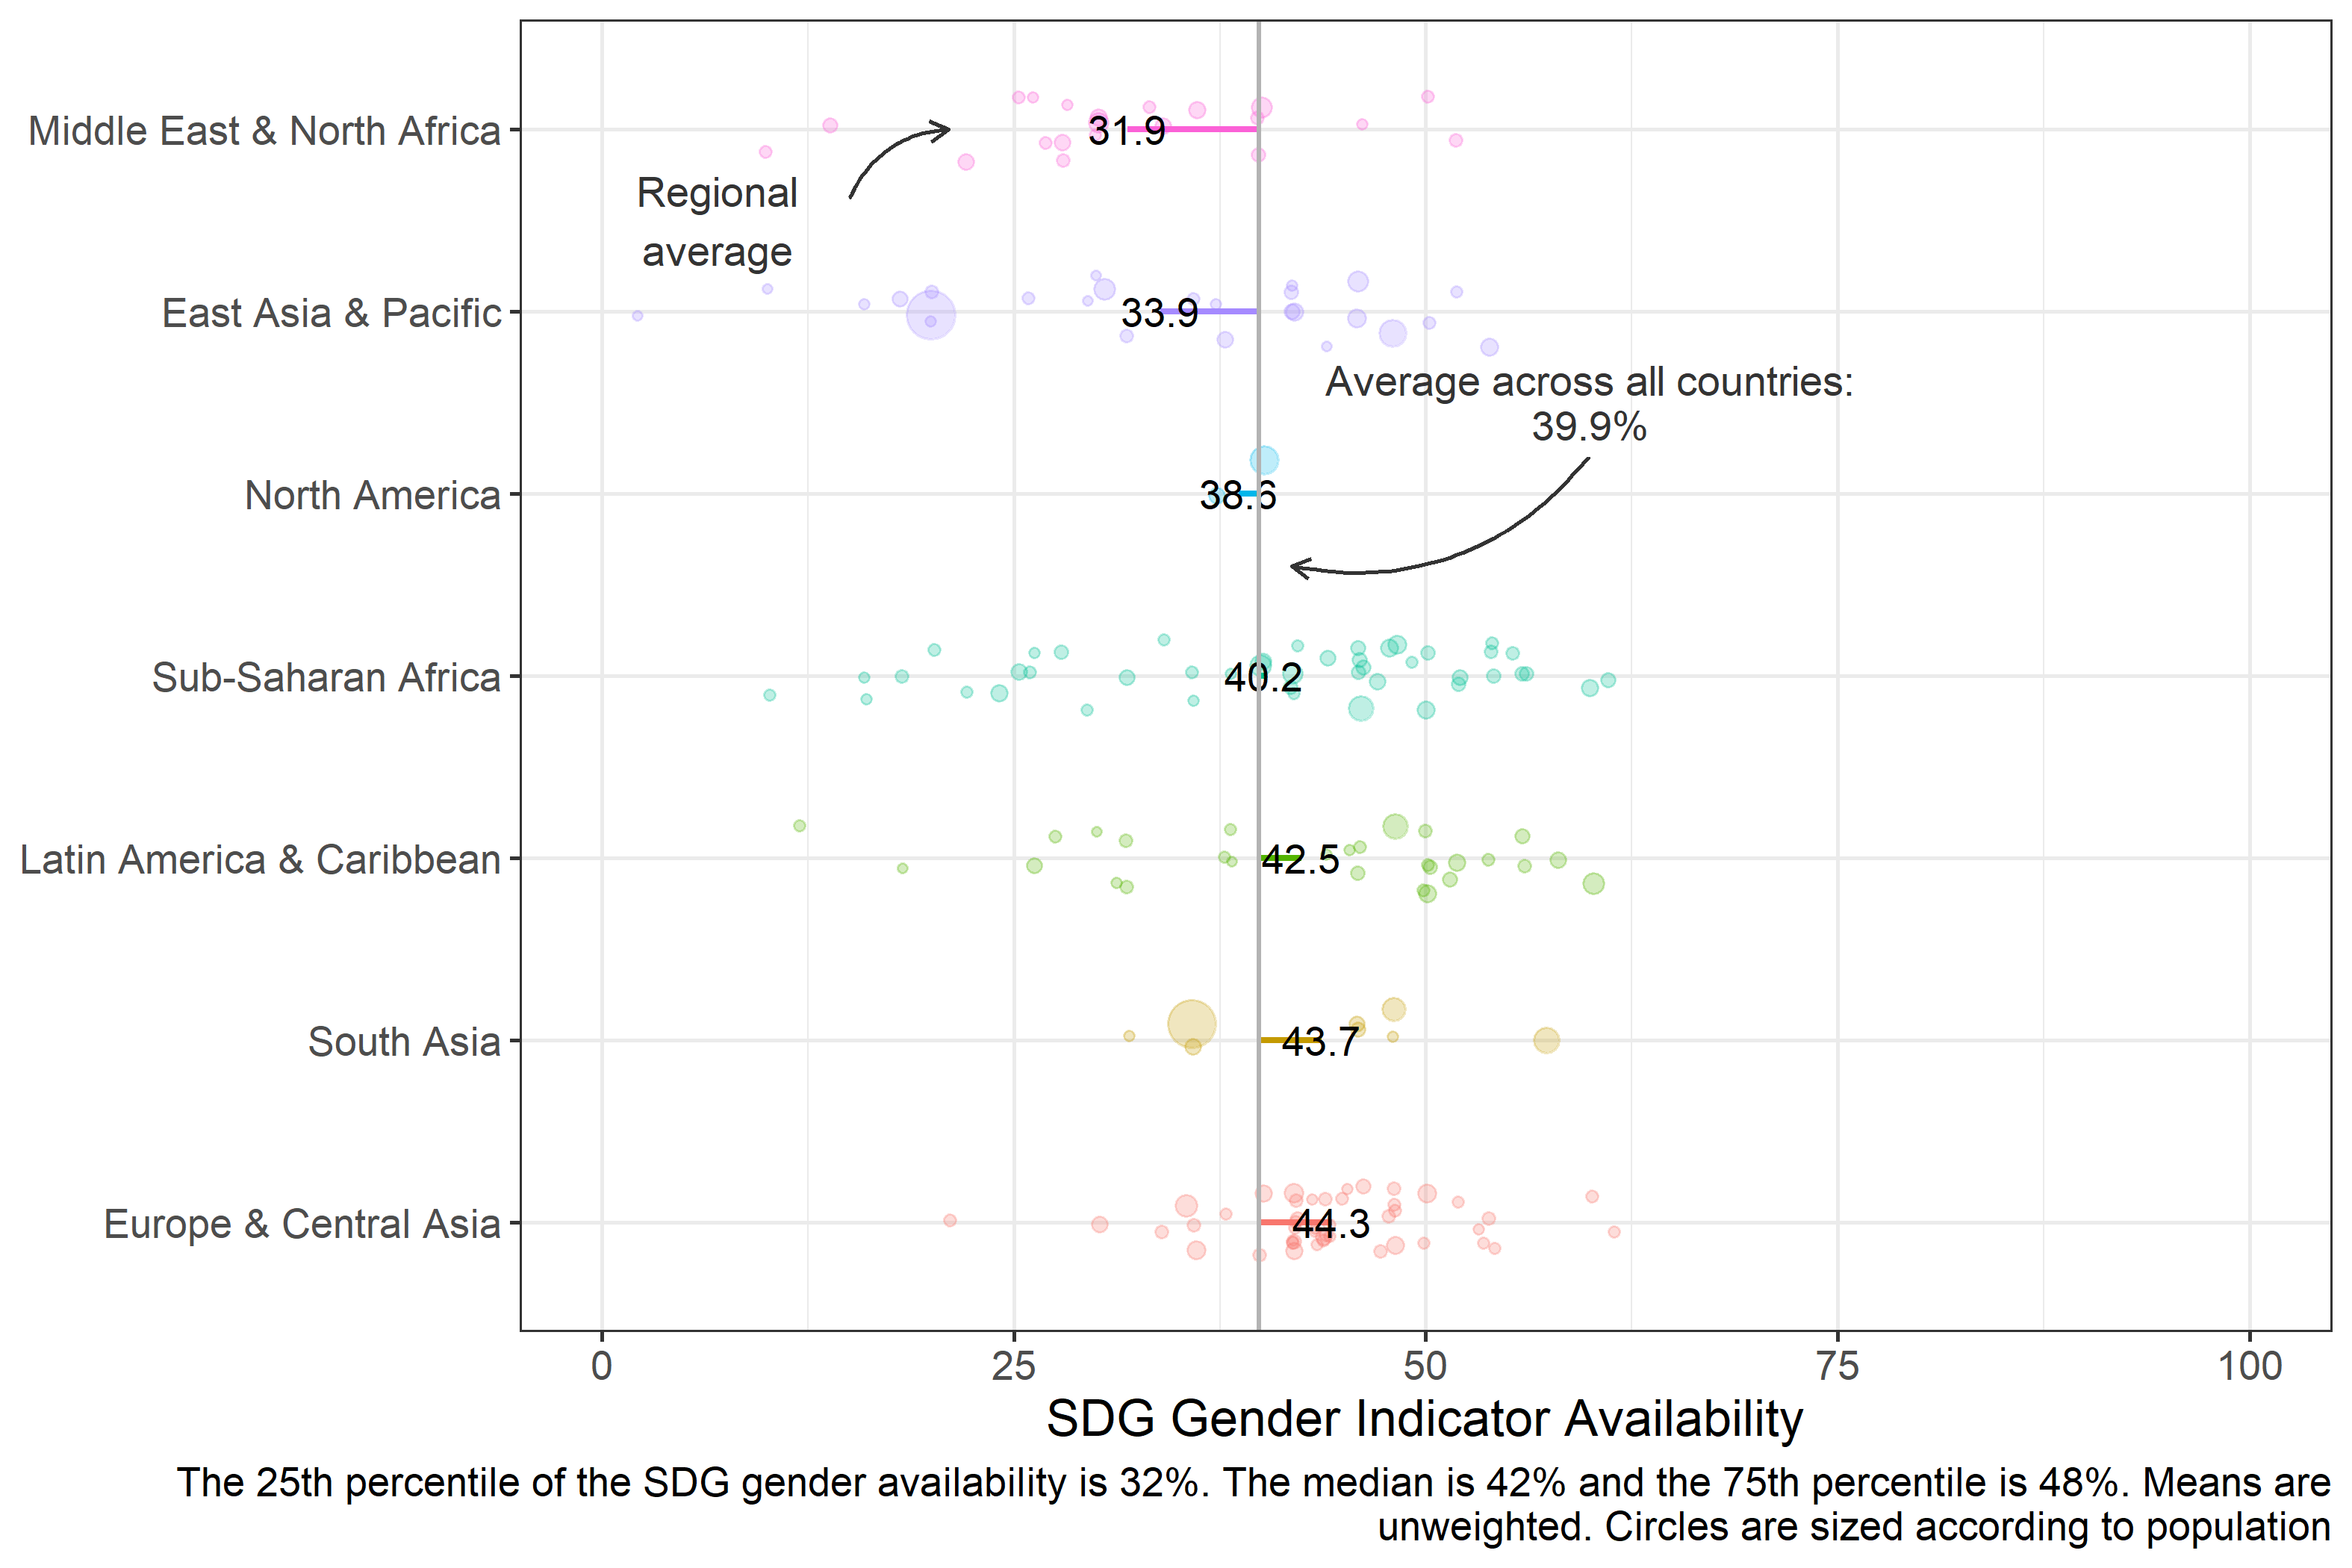 Middle East & North Africa
31.9
Regional
average
East Asia & Pacific
33.9
Average across all countries:
39.9%
North America
38.6
Sub-Saharan Africa
40.2
Latin America & Caribbean
42.5
South Asia
43.7
Europe & Central Asia
44.3
0 25 50 75 100
SDG Gender Indicator Availability
The 25th percentile of the SDG gender availability is 32%. The median is 42% and the 75th percentile is 48%. Means are
unweighted. Circles are sized according to population